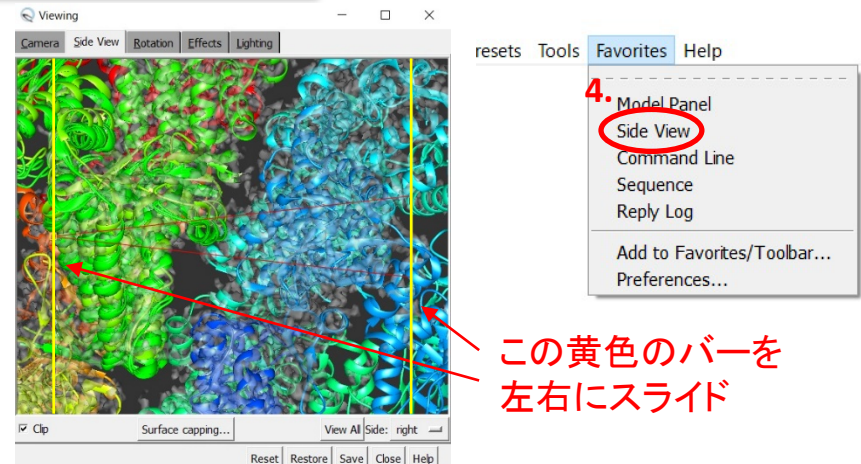 Viewing
Camera Side View Rotation Effects Lighting
Clip Surface capping... View All Side: right
Reset Restore Save Close Help
resets Tools Favorites Help
4.
Model Panel
Side View
Command Line
Sequence
Reply Log
Add to Favorites/Toolbar...
Preferences...
この黄色のバーを
左右にスライド